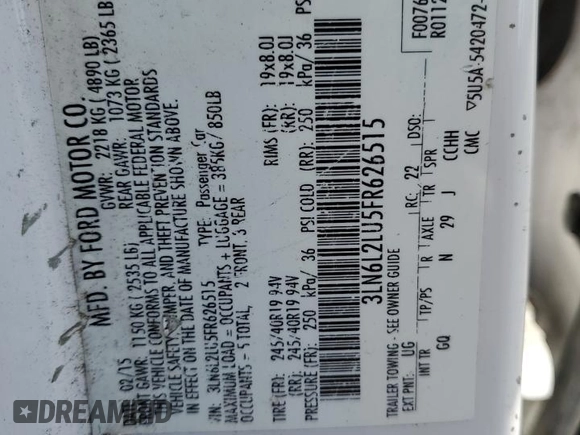 MFD. BY FORD MOTOR CO.
02/15 GVWR: 2218 KG ( 4890 LB)
FRONT GAWR: 1150 KG ( 2535 LB) REAR GAWR: 1073 KG ( 2365 LB
THIS VEHICLE CONFORMS TO ALL APPLICABLE FEDERAL MOTOR
VEHICLE SAFETY, BUMPER, AND THEFT PREVENTION STANDARDS
IN EFFECT ON THE DATE OF MANUFACTURE SHOWN ABOVE.
VIN: 3LN6L2LU5FR626515 TYPE: Passenger Car
MAXIMUM LOAD = OCCUPANTS + LUGGAGE = 385KG / 850LB
OCCUPANTS = 5 TOTAL, 2 FRONT, 3 REAR
TIRE (FR): 245/40R19 94V RIMS (FR): 19x8.0J
(RR): 245/40R19 94V (RR): 19x8.0J
PRESSURE (FR): 250 kPa/ 36 PSI COLD (RR): 250 kPa/ 36 PS
3LN6L2LU5FR626515
F0076
R0112
TRAILER TOWING - SEE OWNER GUIDE
EXT PNT: UG RC: 22 DSO:
INT TR TP/PS R AXLE TR SPR
GQ N 29 J CCHH
CMC ▽5U5A-5420472-
DREAMBID